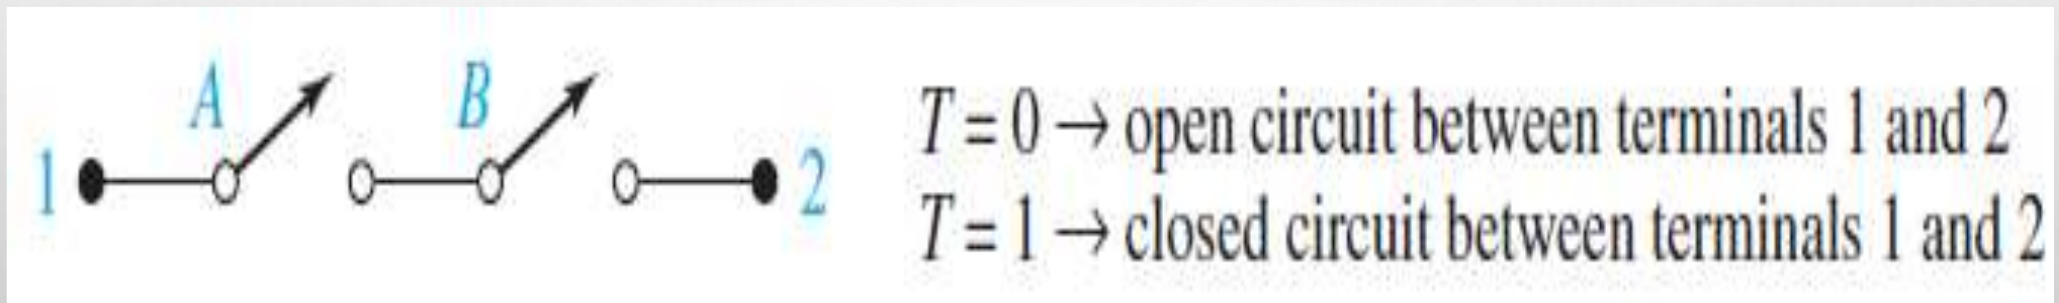 A B
1 2
T = 0 → open circuit between terminals 1 and 2
T = 1 → closed circuit between terminals 1 and 2